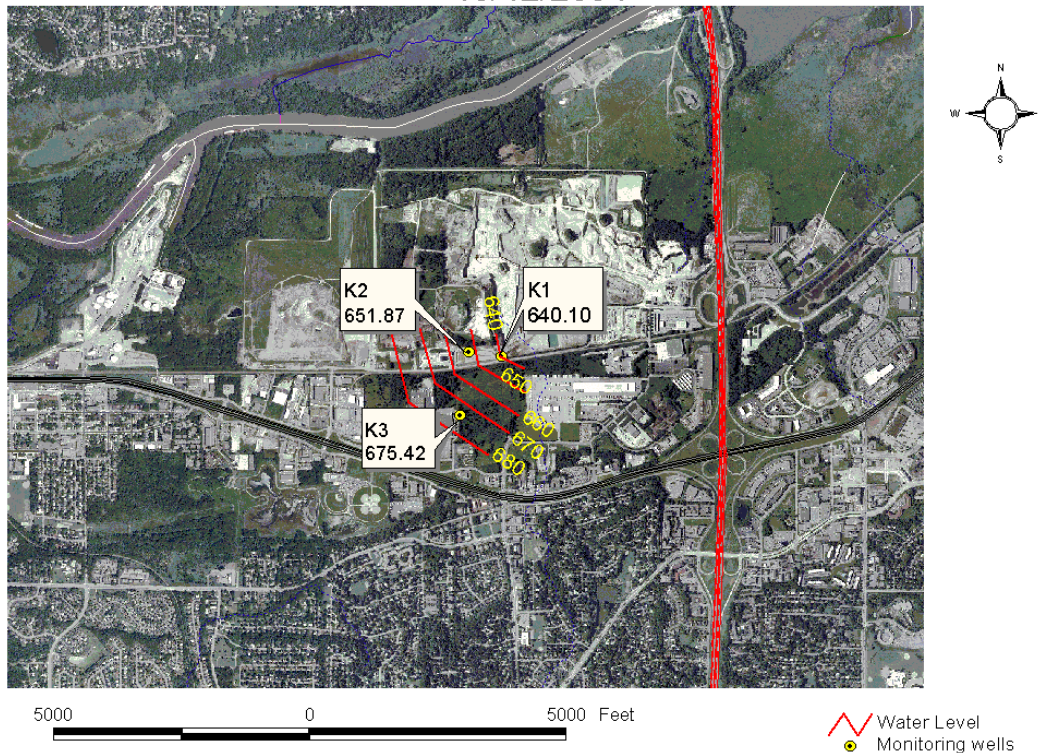 N
W
S
K2
651.87
K1
640.10
640
650
660
670
680
K3
675.42
5000 0 5000 Feet
Water Level
Monitoring wells